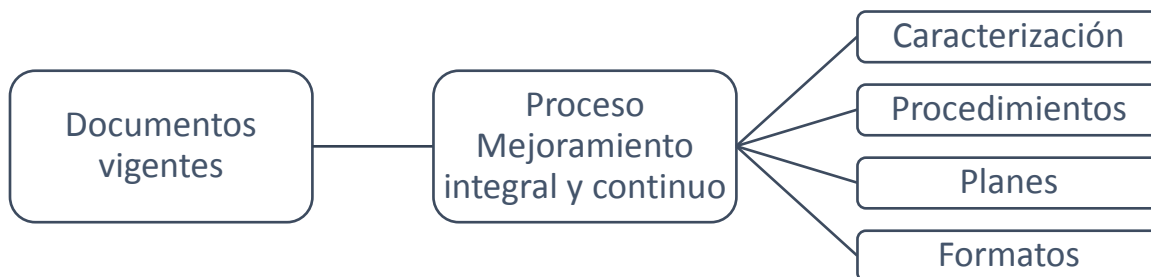 Documentos
vigentes
Proceso
Mejoramiento
integral y continuo
Caracterización
Procedimientos
Planes
Formatos